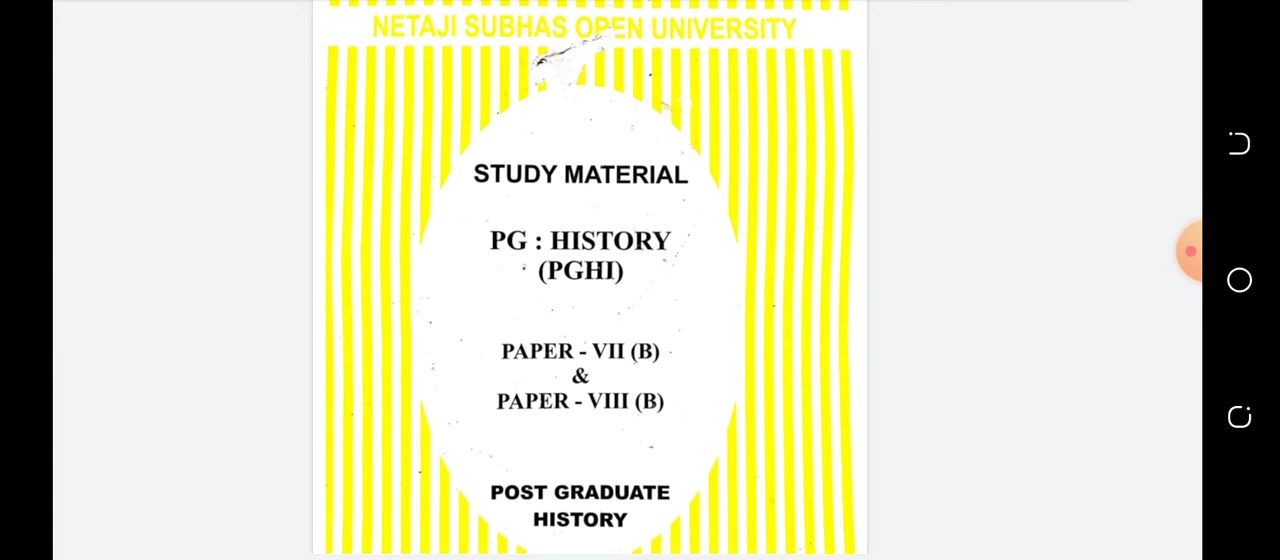 NETAJI SUBHAS OPEN UNIVERSITY
STUDY MATERIAL
PG : HISTORY
(PGHI)
PAPER - VII (B)
&
PAPER - VIII (B)
POST GRADUATE
HISTORY